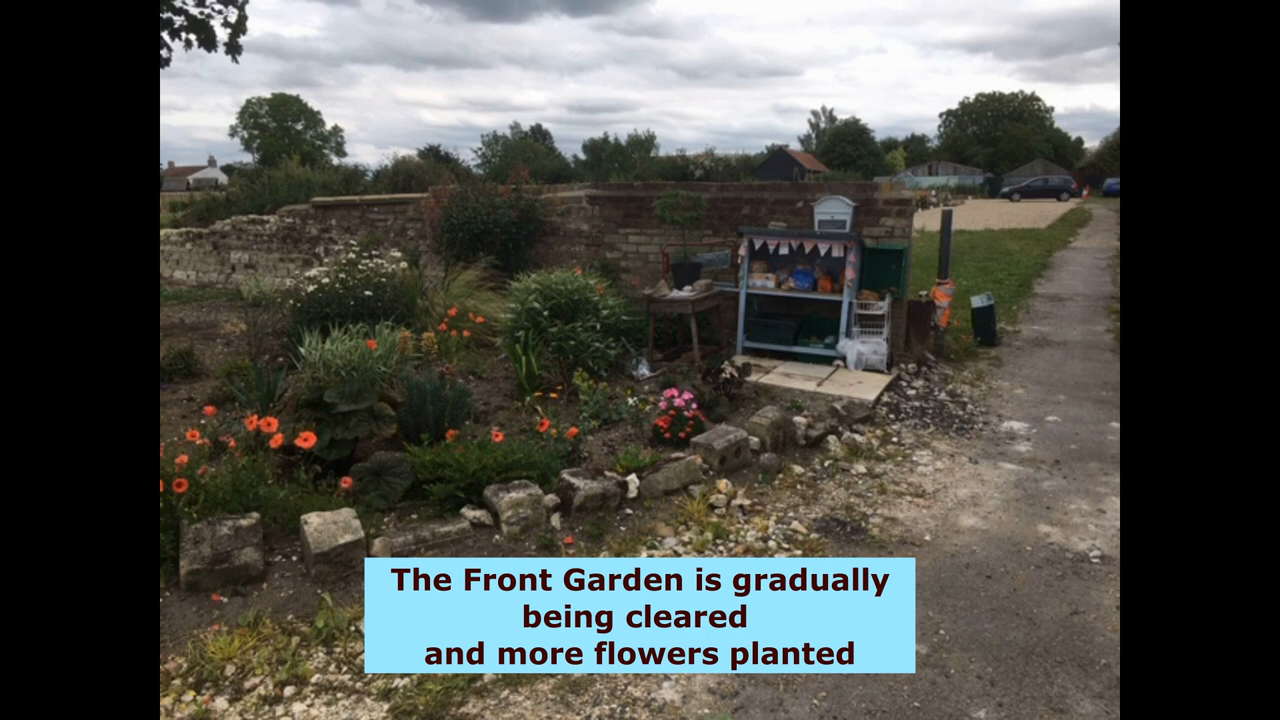 The Front Garden is gradually
being cleared
and more flowers planted